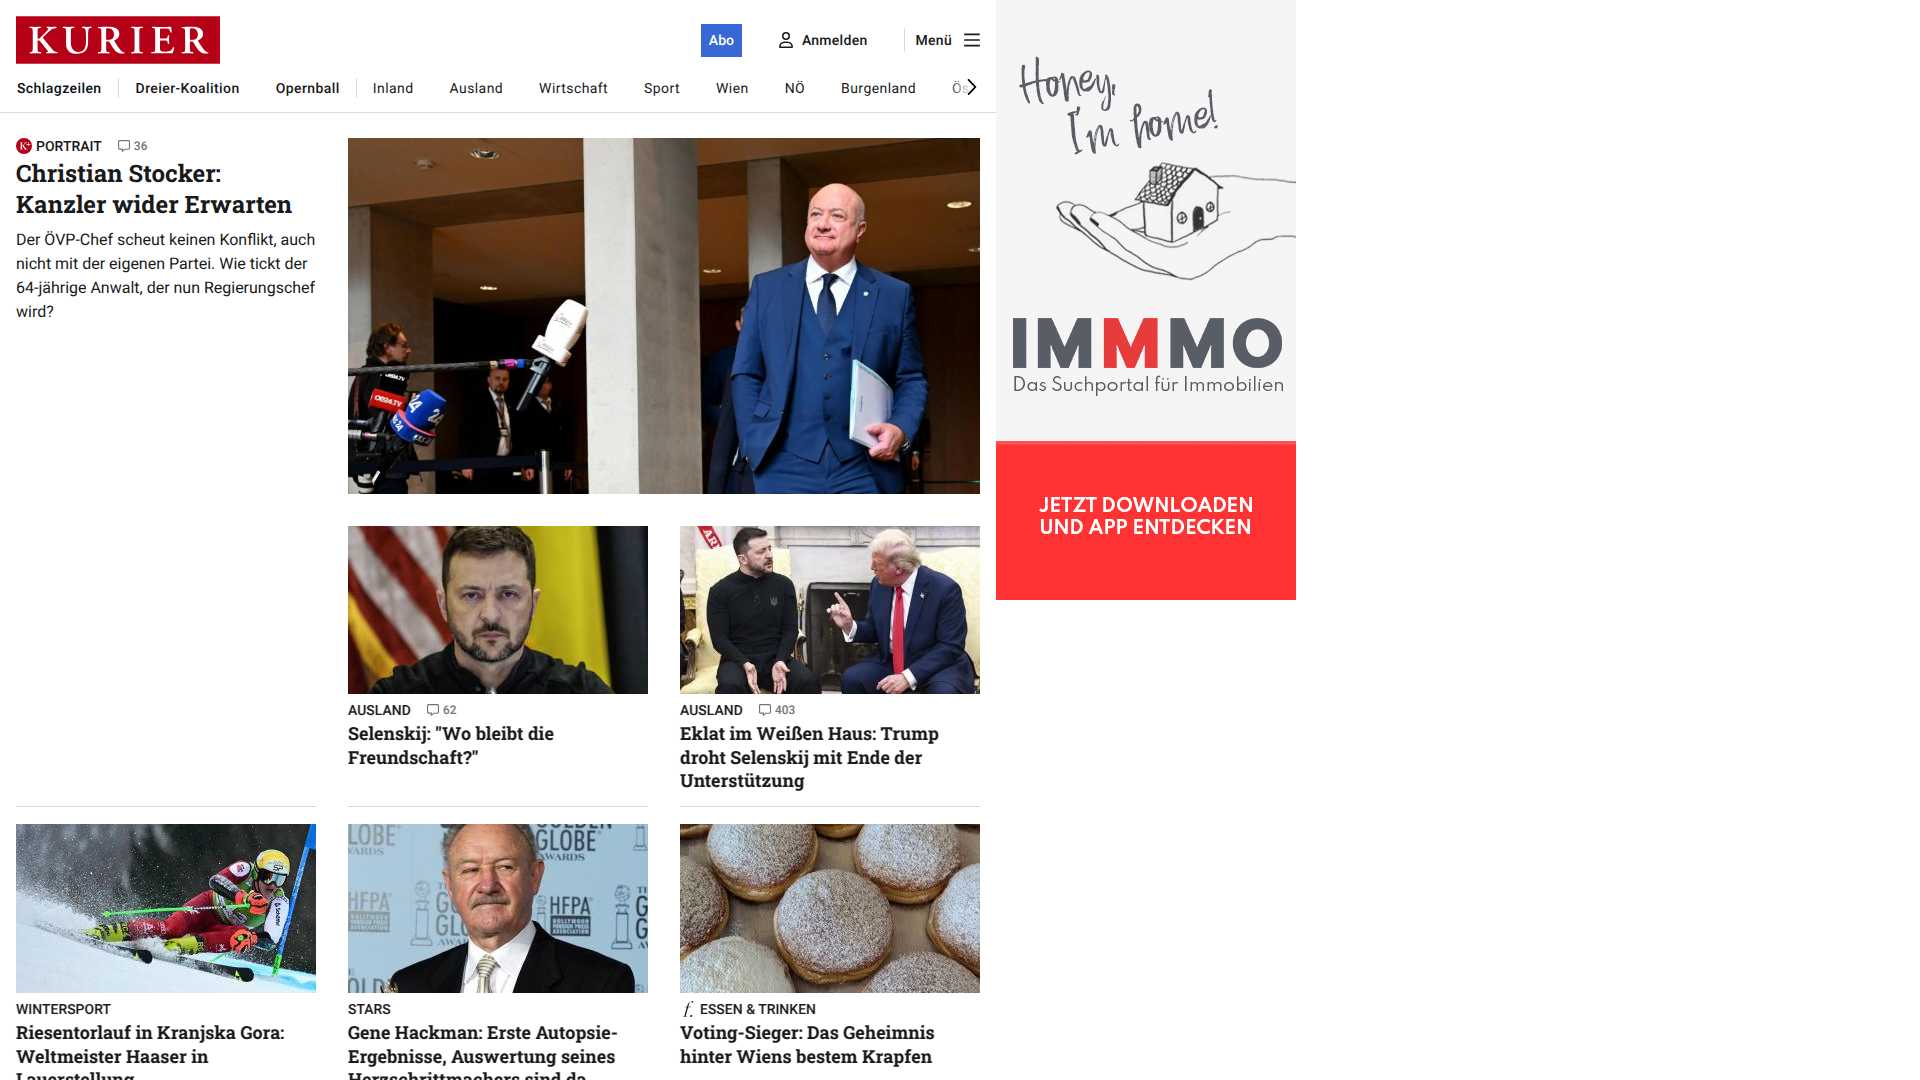 KURIER
Abo
Anmelden
Menü
Schlagzeilen
Dreier-Koalition
Opernball
Inland
Ausland
Wirtschaft
Sport
Wien
NÖ
Burgenland
PORTRAIT
36
Christian Stocker:
Kanzler wider Erwarten
Der ÖVP-Chef scheut keinen Konflikt, auch
nicht mit der eigenen Partei. Wie tickt der
64-jährige Anwalt, der nun Regierungschef
wird?
Honey,
I'm home!
IMMMO
Das Suchportal für Immobilien
JETZT DOWNLOADEN
UND APP ENTDECKEN
AUSLAND
62
Selenskij: "Wo bleibt die
Freundschaft?"
AUSLAND
403
Eklat im Weißen Haus: Trump
droht Selenskij mit Ende der
Unterstützung
WINTERSPORT
Riesentorlauf in Kranjska Gora:
Weltmeister Haaser in
Lauerstellung
STARS
Gene Hackman: Erste Autopsie-
Ergebnisse, Auswertung seines
Herzschrittmachers sind da
f. ESSEN & TRINKEN
Voting-Sieger: Das Geheimnis
hinter Wiens bestem Krapfen